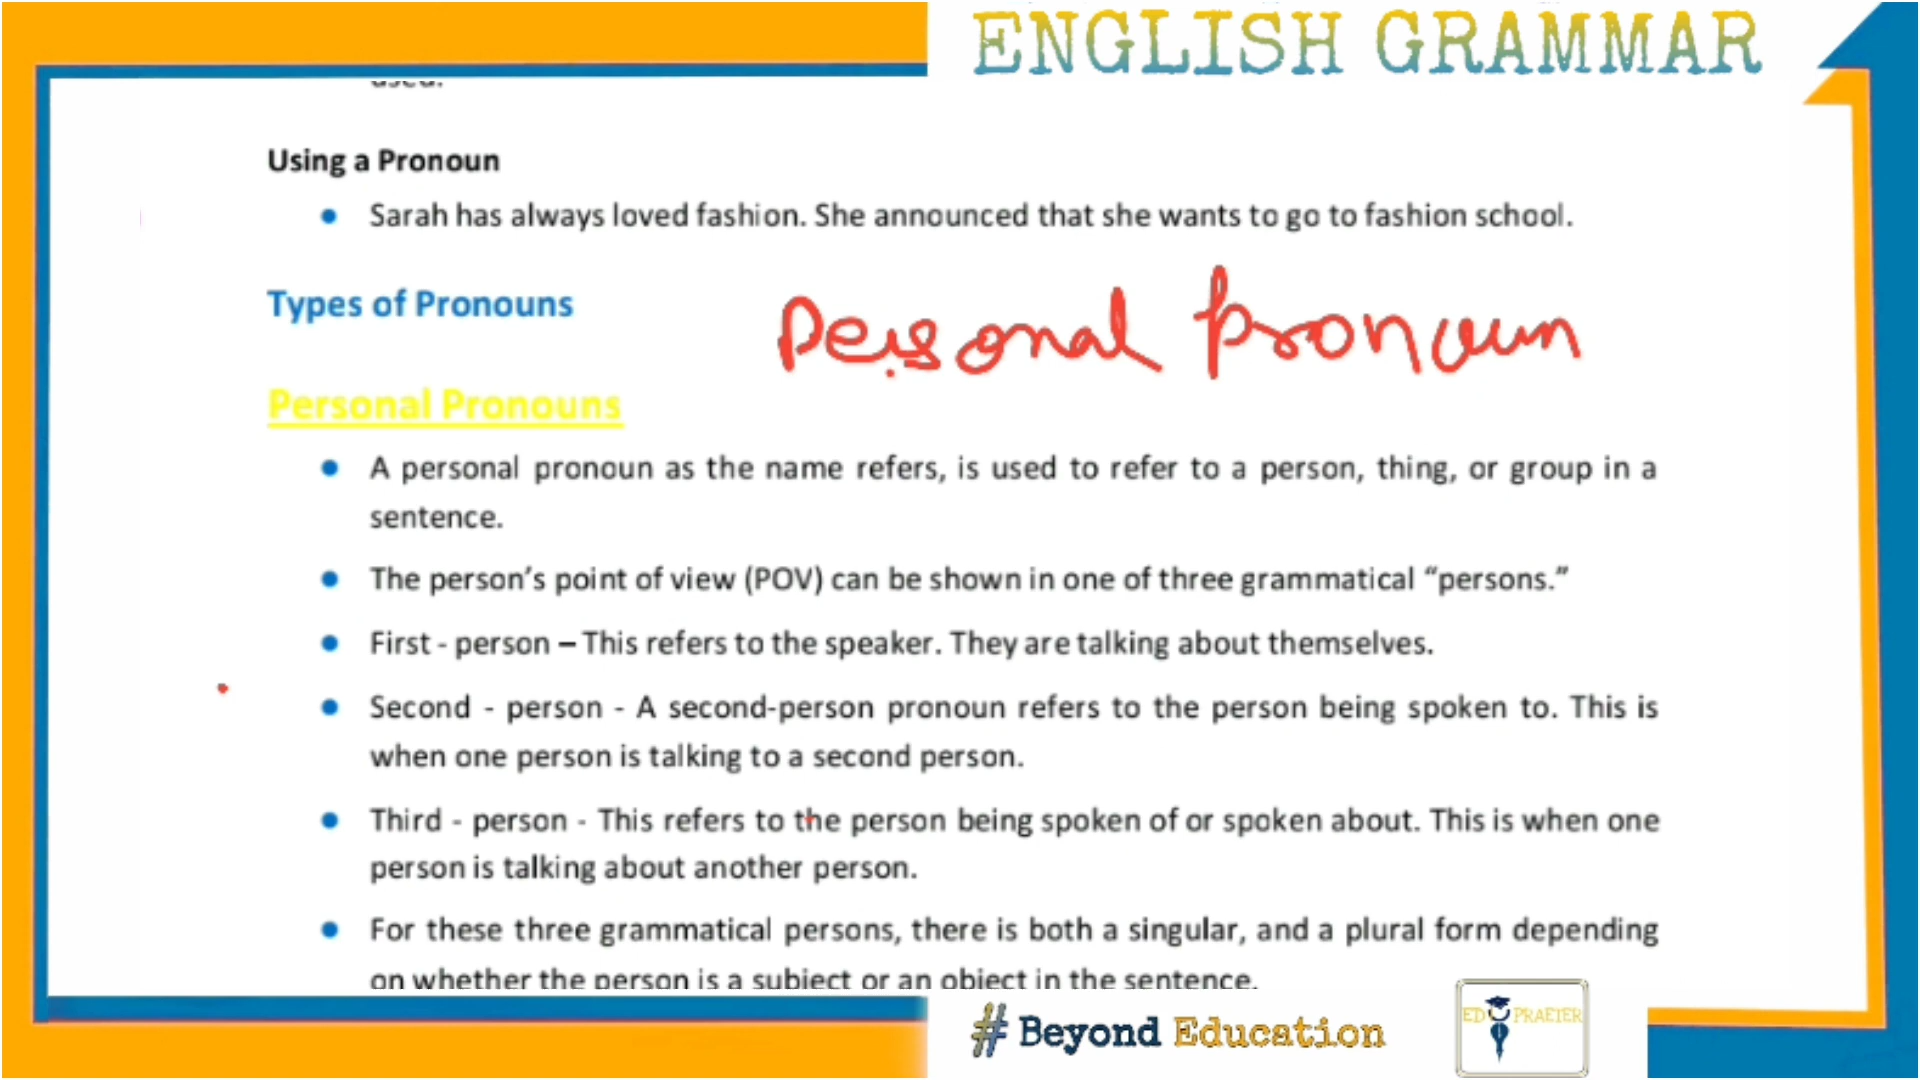 ENGLISH GRAMMAR
used.
Using a Pronoun
Sarah has always loved fashion. She announced that she wants to go to fashion school.
Types of Pronouns
Personal Pronoun
Personal Pronouns
A personal pronoun as the name refers, is used to refer to a person, thing, or group in a
sentence.
The person's point of view (POV) can be shown in one of three grammatical “persons.”
First - person – This refers to the speaker. They are talking about themselves.
Second - person - A second-person pronoun refers to the person being spoken to. This is
when one person is talking to a second person.
Third - person - This refers to the person being spoken of or spoken about. This is when one
person is talking about another person.
For these three grammatical persons, there is both a singular, and a plural form depending
on whether the person is a subject or an object in the sentence.
# Beyond Education
EDUPRAETER